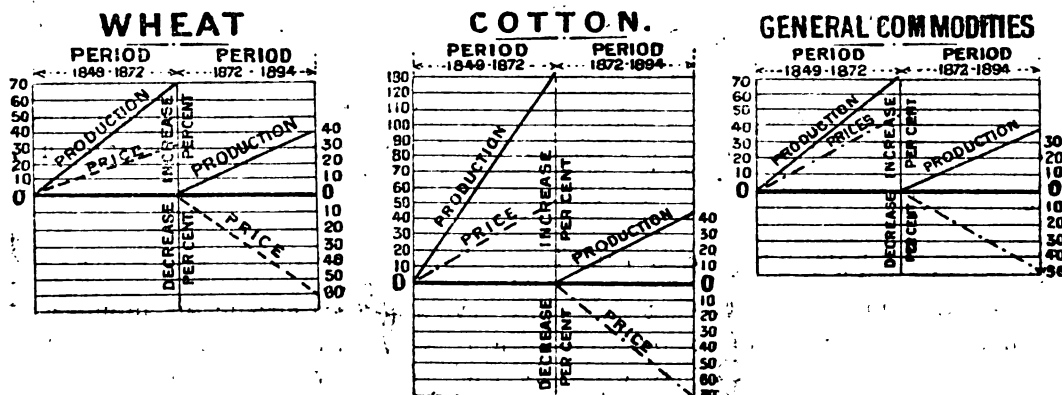 WHEAT
PERIOD PERIOD
1849-1872 1872-1894
70
60
50
40
30
20
10
0
PRODUCTION
PRICE
INCREASE
PERCENT
PRODUCTION
40
30
20
10
0
10
20
30
40
50
60
DECREASE
PER CENT
PRICE
COTTON.
PERIOD PERIOD
1849-1872 1872-1894
130
120
110
100
90
80
70
60
50
40
30
20
10
0
PRODUCTION
PRICE
INCREASE
PER CENT
PRODUCTION
40
30
20
10
0
10
20
30
40
50
60
DECREASE
PER CENT
PRICE
GENERAL COMMODITIES
PERIOD PERIOD
1849-1872 1872-1894
70
60
50
40
30
20
10
0
PRODUCTION
PRICES
INCREASE
PER CENT
PRODUCTION
30
20
10
0
10
20
30
40
50
DECREASE
PER CENT